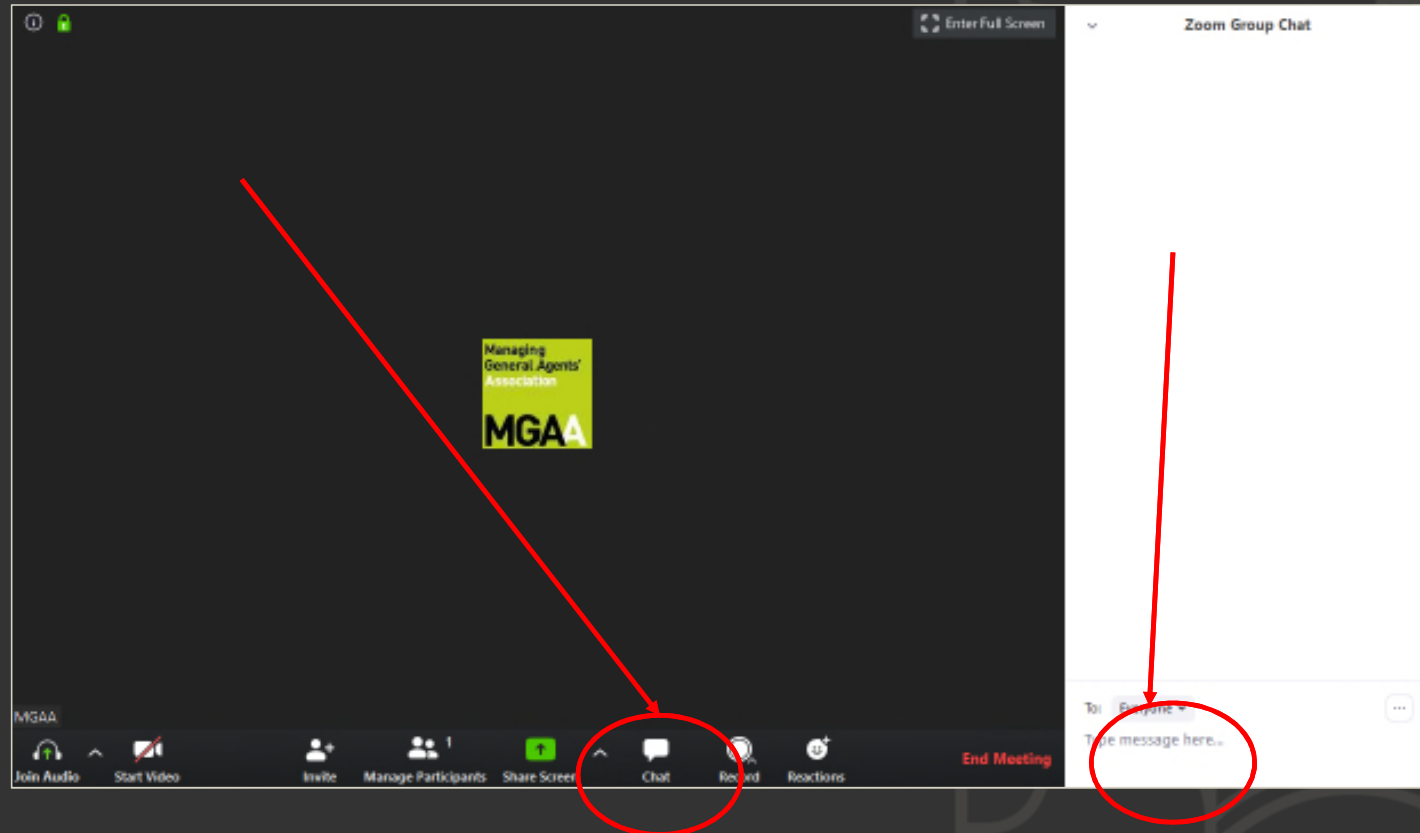 Enter Full Screen
Zoom Group Chat
Managing
General Agents'
Association
MGAA
MGAA
To: Everyone
Type message here...
Join Audio
Start Video
Invite
1
Manage Participants
Share Screen
Chat
Record
Reactions
End Meeting